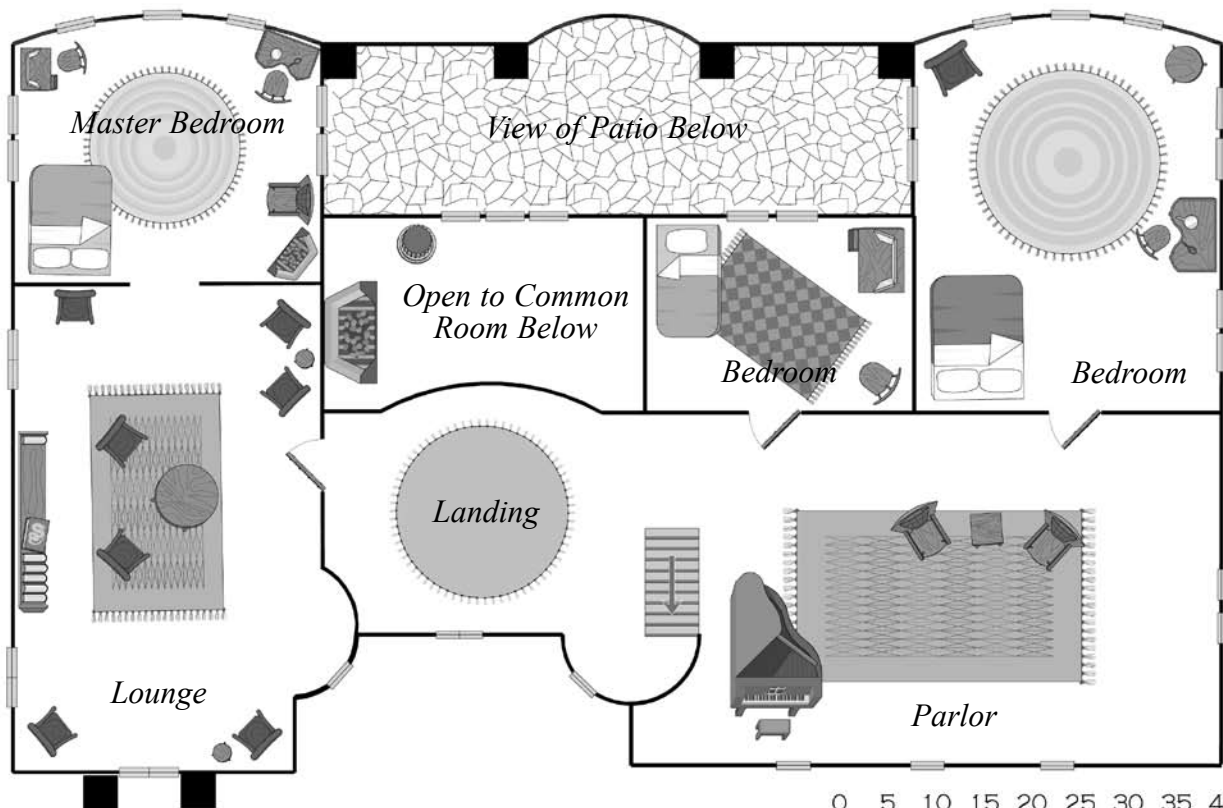 Master Bedroom
View of Patio Below
Open to Common
Room Below
Bedroom
Bedroom
Landing
Lounge
Parlor
0 5 10 15 20 25 30 35 4